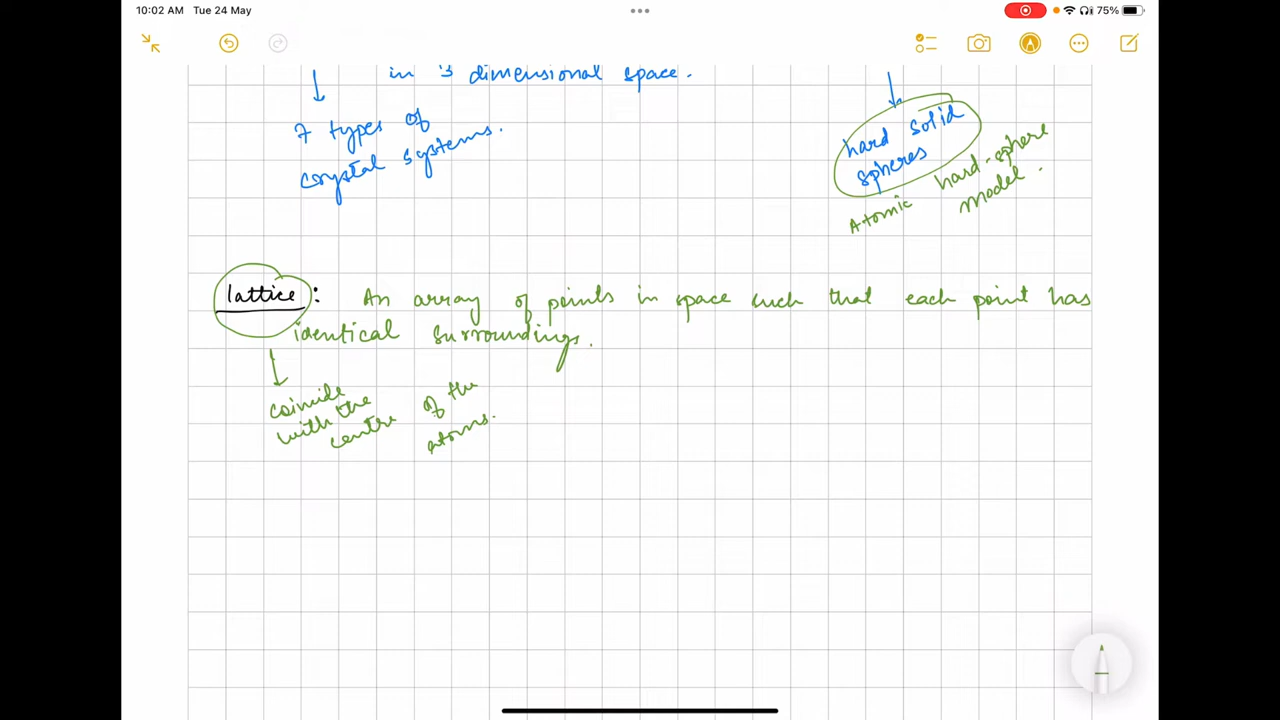 10:02 AM Tue 24 May
75%
in 3 dimensional space.
7 types of
crystal systems.
hard solid
spheres
Atomic hard-sphere
model.
lattice: An array of points in space such that each point has
identical surroundings.
coincide
with the
centre of the
atoms.